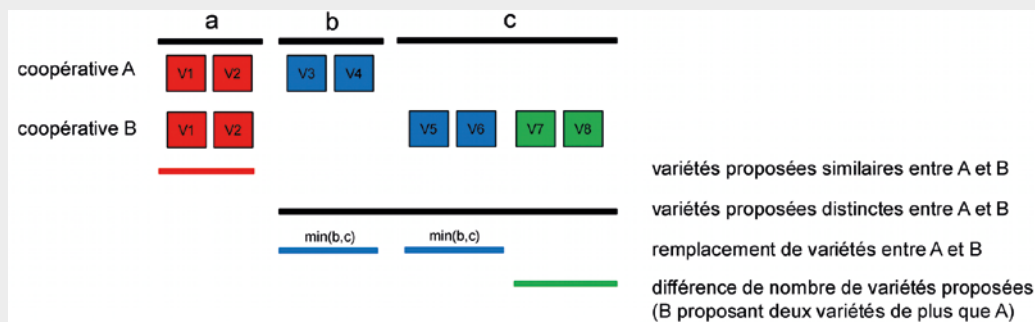 a b c
coopérative A V1 V2 V3 V4
coopérative B V1 V2 V5 V6 V7 V8
variétés proposées similaires entre A et B
variétés proposées distinctes entre A et B
min(b,c) min(b,c) remplacement de variétés entre A et B
différence de nombre de variétés proposées
(B proposant deux variétés de plus que A)